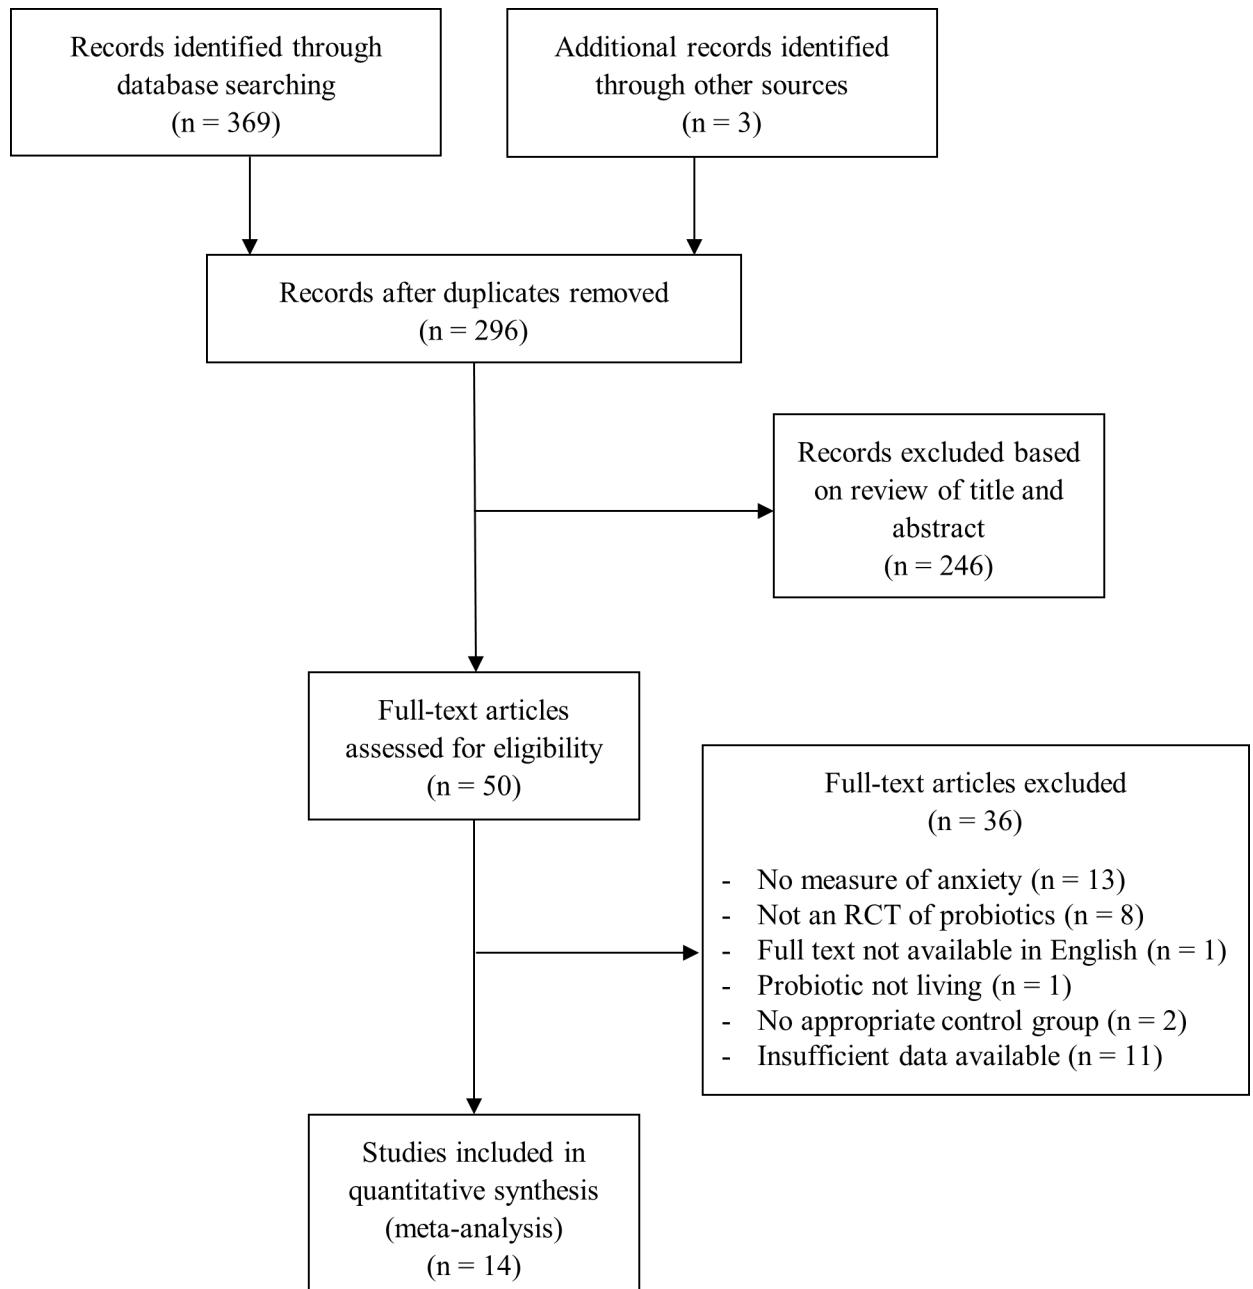 Records identified through
database searching
(n = 369)
Additional records identified
through other sources
(n = 3)
Records after duplicates removed
(n = 296)
Records excluded based
on review of title and
abstract
(n = 246)
Full-text articles
assessed for eligibility
(n = 50)
Full-text articles excluded
(n = 36)
- No measure of anxiety (n = 13)
- Not an RCT of probiotics (n = 8)
- Full text not available in English (n = 1)
- Probiotic not living (n = 1)
- No appropriate control group (n = 2)
- Insufficient data available (n = 11)
Studies included in
quantitative synthesis
(meta-analysis)
(n = 14)